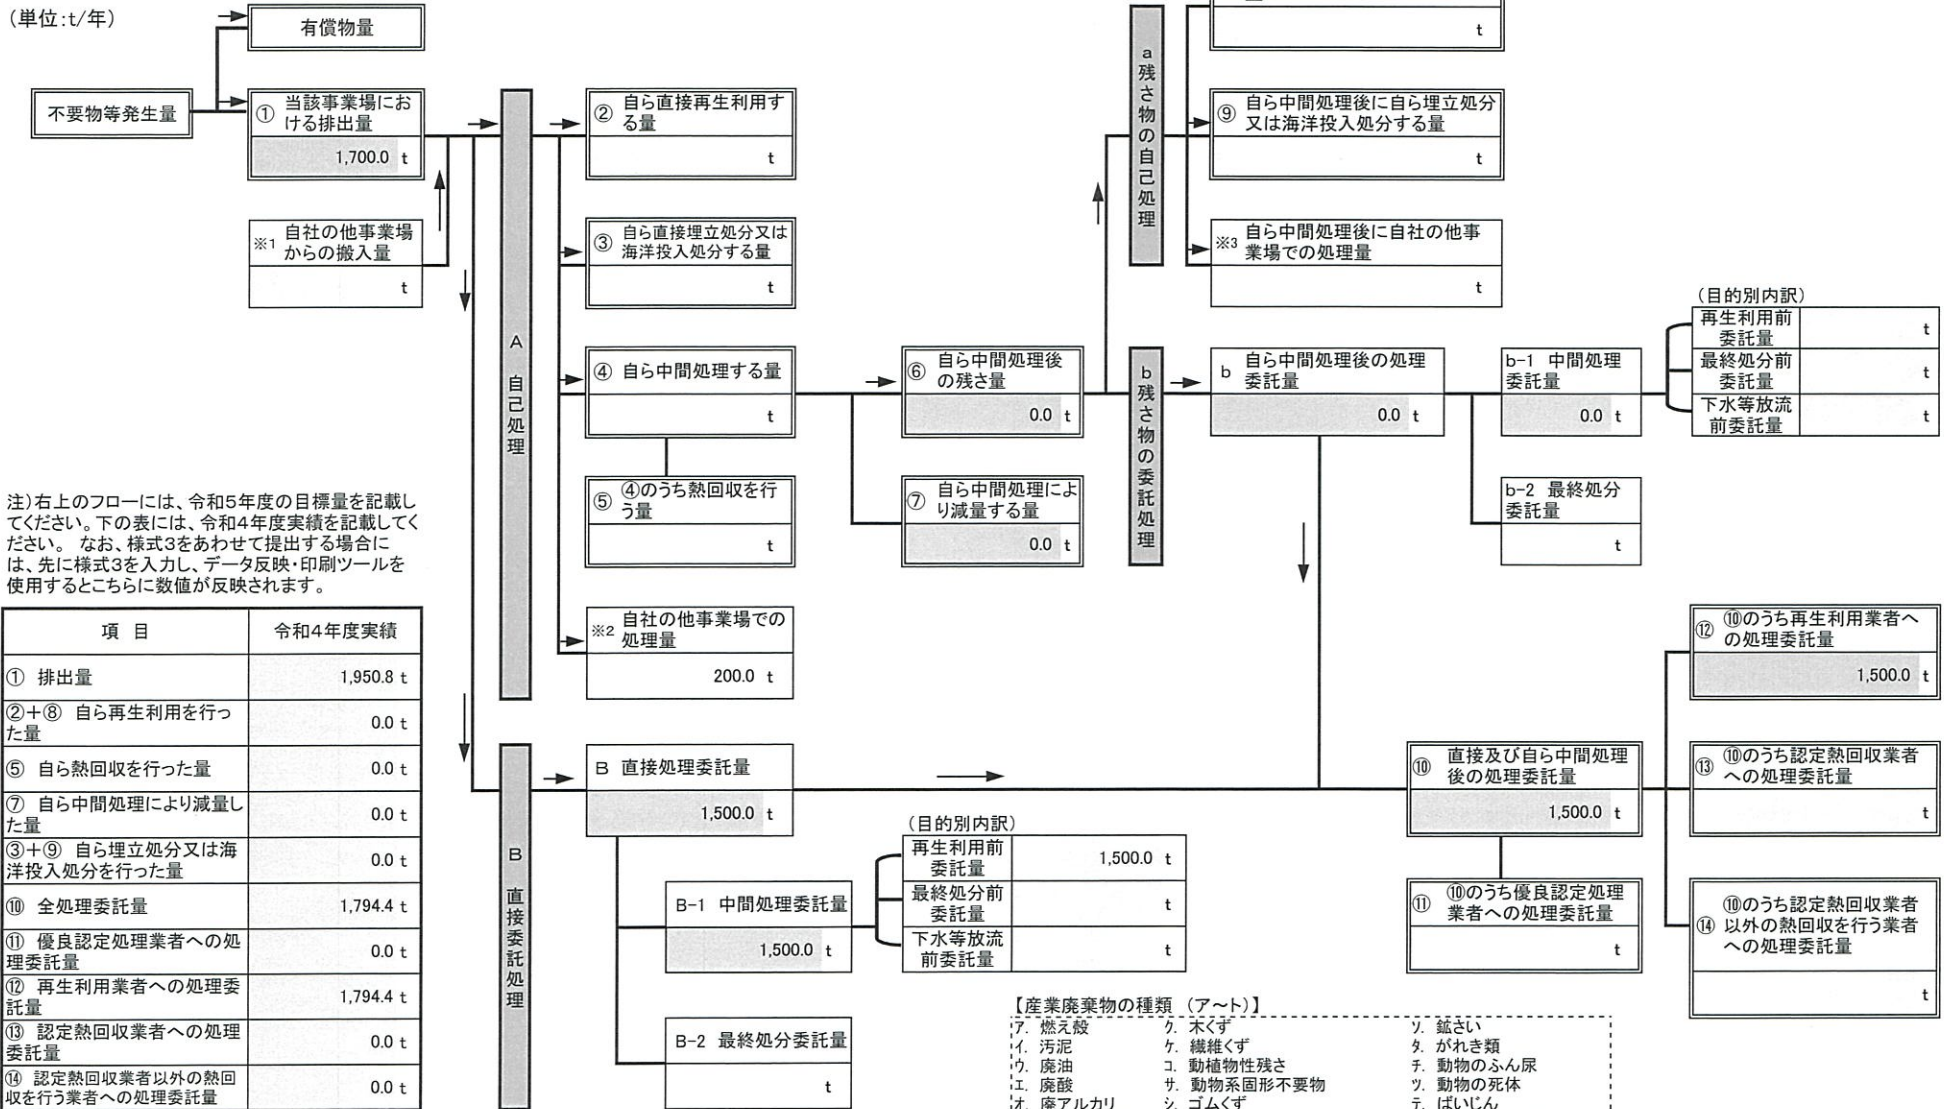 (単位:t/年)
有償物量
不要物等発生量
① 当該事業場にお
ける排出量
1,700.0 t
※1 自社の他事業場
からの搬入量
t
A 自己処理
② 自ら直接再生利用す
る量
t
③ 自ら直接埋立処分又は
海洋投入処分する量
t
④ 自ら中間処理する量
t
⑤ ④のうち熱回収を行
う量
t
※2 自社の他事業場での
処理量
200.0 t
⑥ 自ら中間処理後
の残さ量
0.0 t
⑦ 自ら中間処理によ
り減量する量
0.0 t
a 残さ物の自己処理
t
⑨ 自ら中間処理後に自ら埋立処分
又は海洋投入処分する量
t
※3 自ら中間処理後に自社の他事
業場での処理量
t
b 残さ物の委託処理
b 自ら中間処理後の処理
委託量
0.0 t
b-1 中間処理
委託量
0.0 t
b-2 最終処分
委託量
t
(目的別内訳)
再生利用前
委託量
t
最終処分前
委託量
t
下水等放流
前委託量
t
注)右上のフローには、令和5年度の目標量を記載し
てください。下の表には、令和4年度実績を記載してく
ださい。 なお、様式3をあわせて提出する場合に
は、先に様式3を入力し、データ反映・印刷ツールを
使用するとこちらに数値が反映されます。
項 目 令和4年度実績
① 排出量 1,950.8 t
②+⑧ 自ら再生利用を行っ
た量
0.0 t
⑤ 自ら熱回収を行った量 0.0 t
⑦ 自ら中間処理により減量し
た量
0.0 t
③+⑨ 自ら埋立処分又は海
洋投入処分を行った量
0.0 t
⑩ 全処理委託量 1,794.4 t
⑪ 優良認定処理業者への処
理委託量
0.0 t
⑫ 再生利用業者への処理委
託量
1,794.4 t
⑬ 認定熱回収業者への処理
委託量
0.0 t
⑭ 認定熱回収業者以外の熱回
収を行う業者への処理委託量
0.0 t
B 直接委託処理
B 直接処理委託量
1,500.0 t
B-1 中間処理委託量
1,500.0 t
B-2 最終処分委託量
t
(目的別内訳)
再生利用前
委託量
1,500.0 t
最終処分前
委託量
t
下水等放流
前委託量
t
⑩ 直接及び自ら中間処理
後の処理委託量
1,500.0 t
⑪ ⑩のうち優良認定処理
業者への処理委託量
t
⑫ ⑩のうち再生利用業者へ
の処理委託量
1,500.0 t
⑬ ⑩のうち認定熱回収業者
への処理委託量
t
⑭ ⑩のうち認定熱回収業者
以外の熱回収を行う業者
への処理委託量
t
【産業廃棄物の種類 (ア~ト)】
ア. 燃え殻 ク. 木くず ソ. 鉱さい
イ. 汚泥 ケ. 繊維くず タ. がれき類
ウ. 廃油 コ. 動植物性残さ チ. 動物のふん尿
エ. 廃酸 サ. 動物系固形不要物 ツ. 動物の死体
オ. 廃アルカリ シ. ゴムくず テ. ばいじん